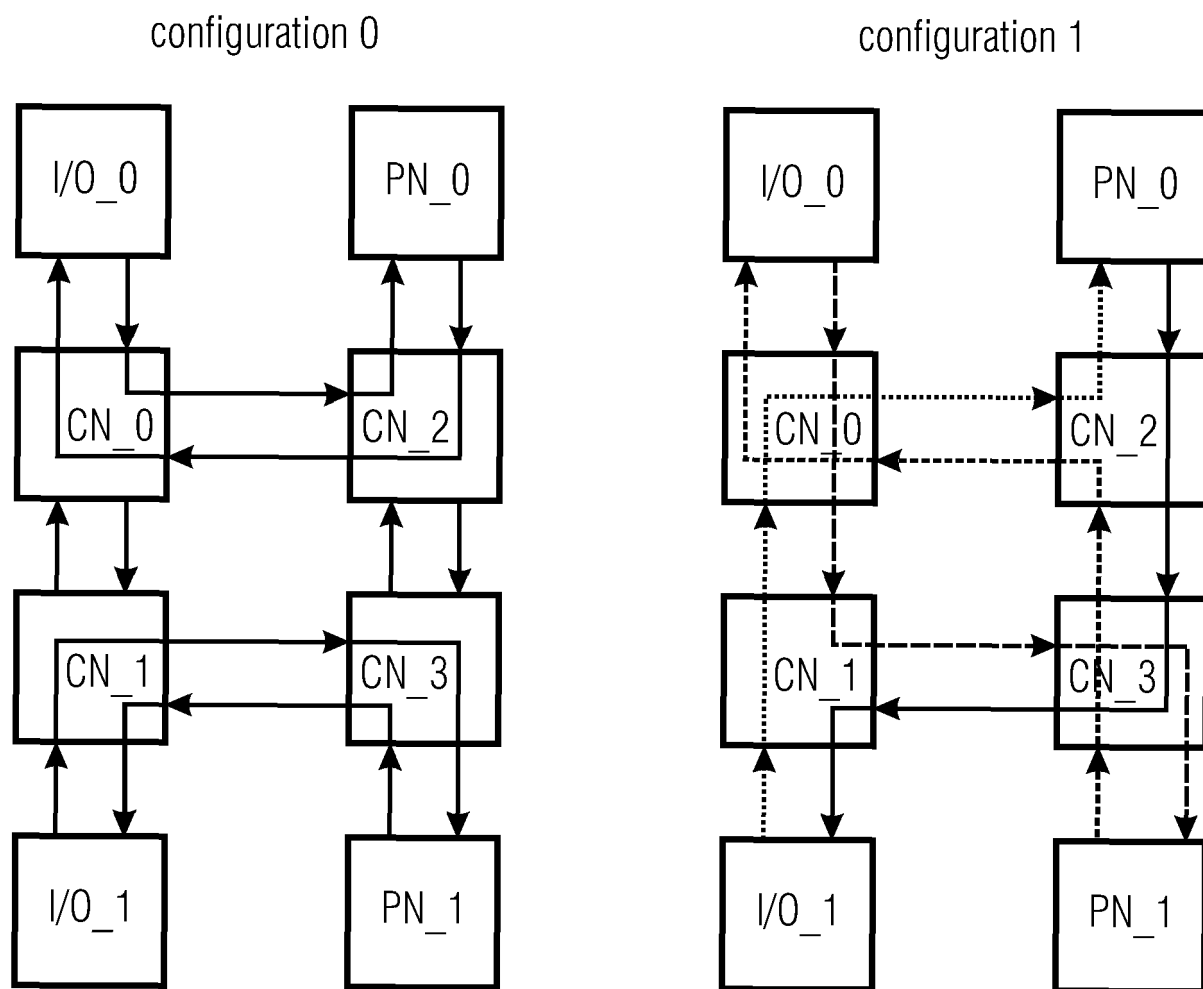 configuration 0
I/O_0
PN_0
CN_0
CN_2
CN_1
CN_3
I/O_1
PN_1
configuration 1
I/O_0
PN_0
CN_0
CN_2
CN_1
CN_3
I/O_1
PN_1